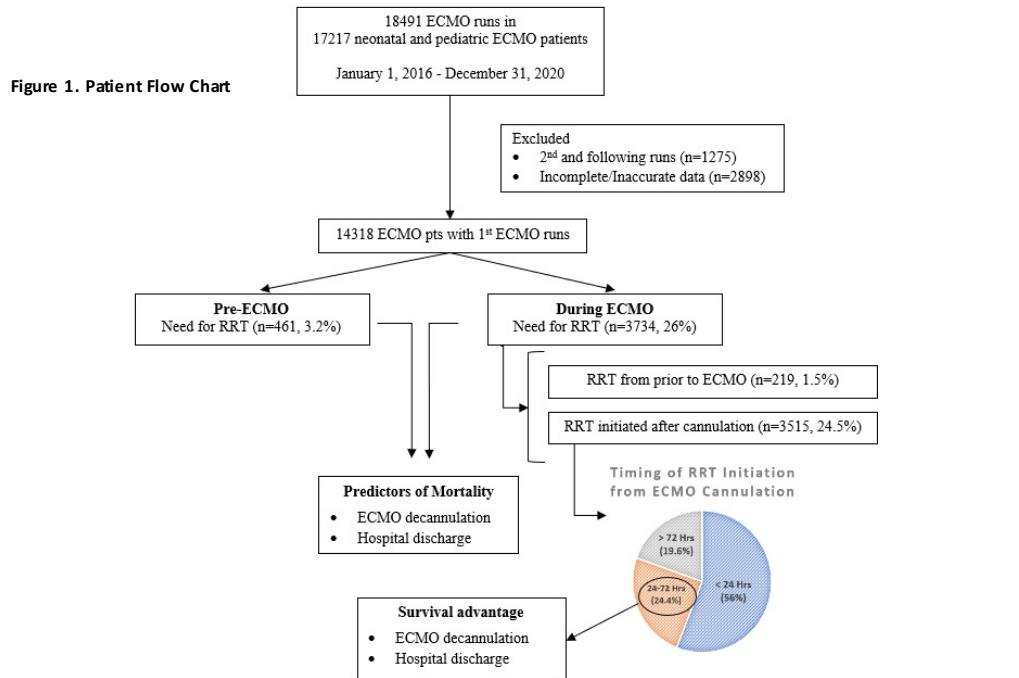 18491 ECMO runs in
17217 neonatal and pediatric ECMO patients
January 1, 2016 - December 31, 2020
Figure 1. Patient Flow Chart
Excluded
• 2nd and following runs (n=1275)
• Incomplete/Inaccurate data (n=2898)
14318 ECMO pts with 1st ECMO runs
Pre-ECMO
Need for RRT (n=461, 3.2%)
During ECMO
Need for RRT (n=3734, 26%)
RRT from prior to ECMO (n=219, 1.5%)
RRT initiated after cannulation (n=3515, 24.5%)
Predictors of Mortality
• ECMO decannulation
• Hospital discharge
Timing of RRT Initiation
from ECMO Cannulation
> 72 Hrs
(19.6%)
24-72 Hrs
(24.4%)
< 24 Hrs
(56%)
Survival advantage
• ECMO decannulation
• Hospital discharge